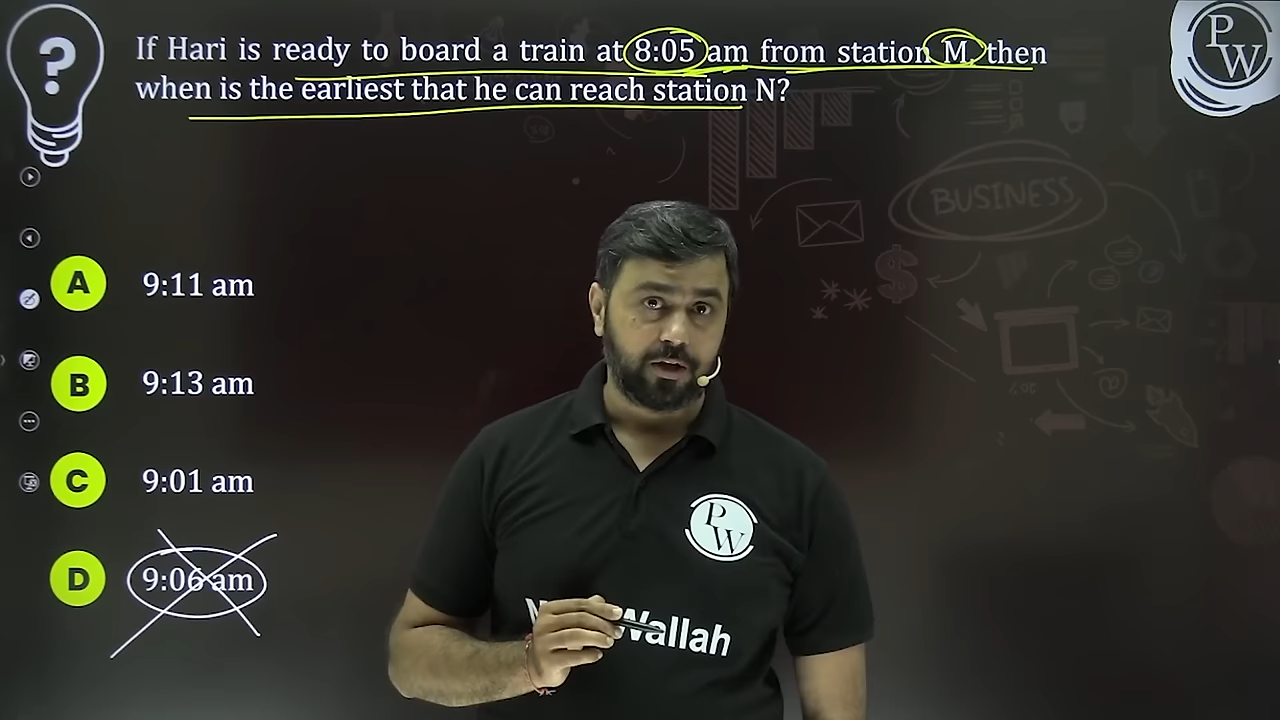 If Hari is ready to board a train at 8:05 am from station M, then
when is the earliest that he can reach station N?
P
W
BUSINESS
A 9:11 am
B 9:13 am
C 9:01 am
D 9:06 am
P
W
Wallah